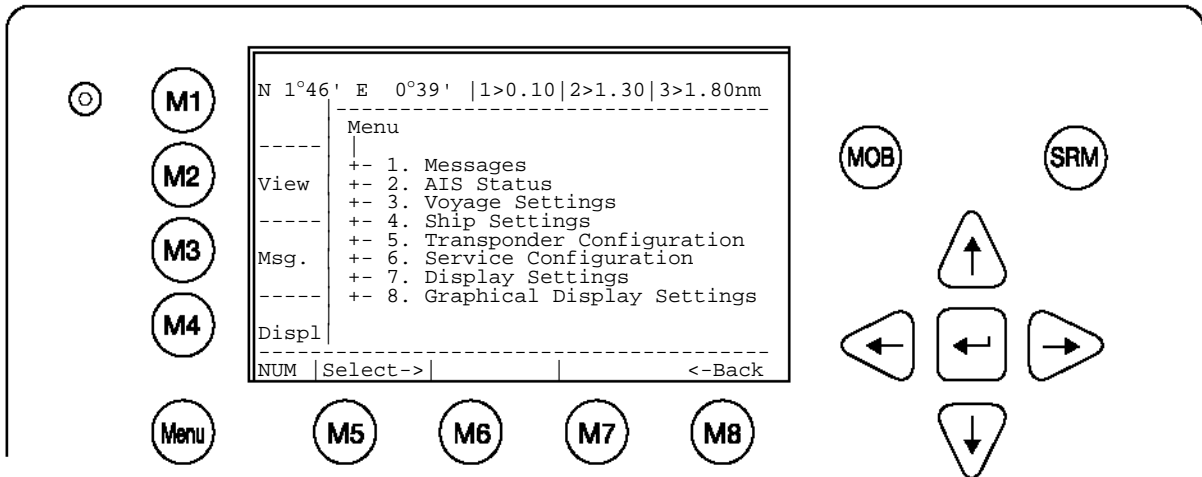 N 1°46' E 0°39' |1>0.10|2>1.30|3>1.80nm
Menu
1. Messages
2. AIS Status
3. Voyage Settings
4. Ship Settings
5. Transponder Configuration
6. Service Configuration
7. Display Settings
8. Graphical Display Settings
View
Msg.
Displ
NUM |Select->| | <-Back
M1
M2
M3
M4
Menu
M5
M6
M7
M8
MOB
SRM